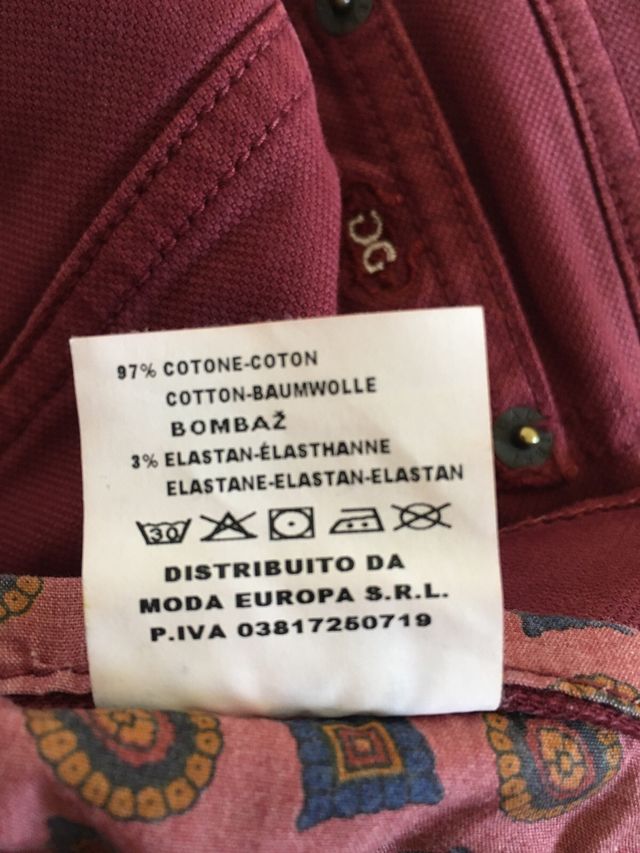 97% COTONE-COTON
COTTON-BAUMWOLLE
BOMBAŽ
3% ELASTAN-ÉLASTHANNE
ELASTANE-ELASTAN-ELASTAN
30
DISTRIBUITO DA
MODA EUROPA S.R.L.
P.IVA 03817250719